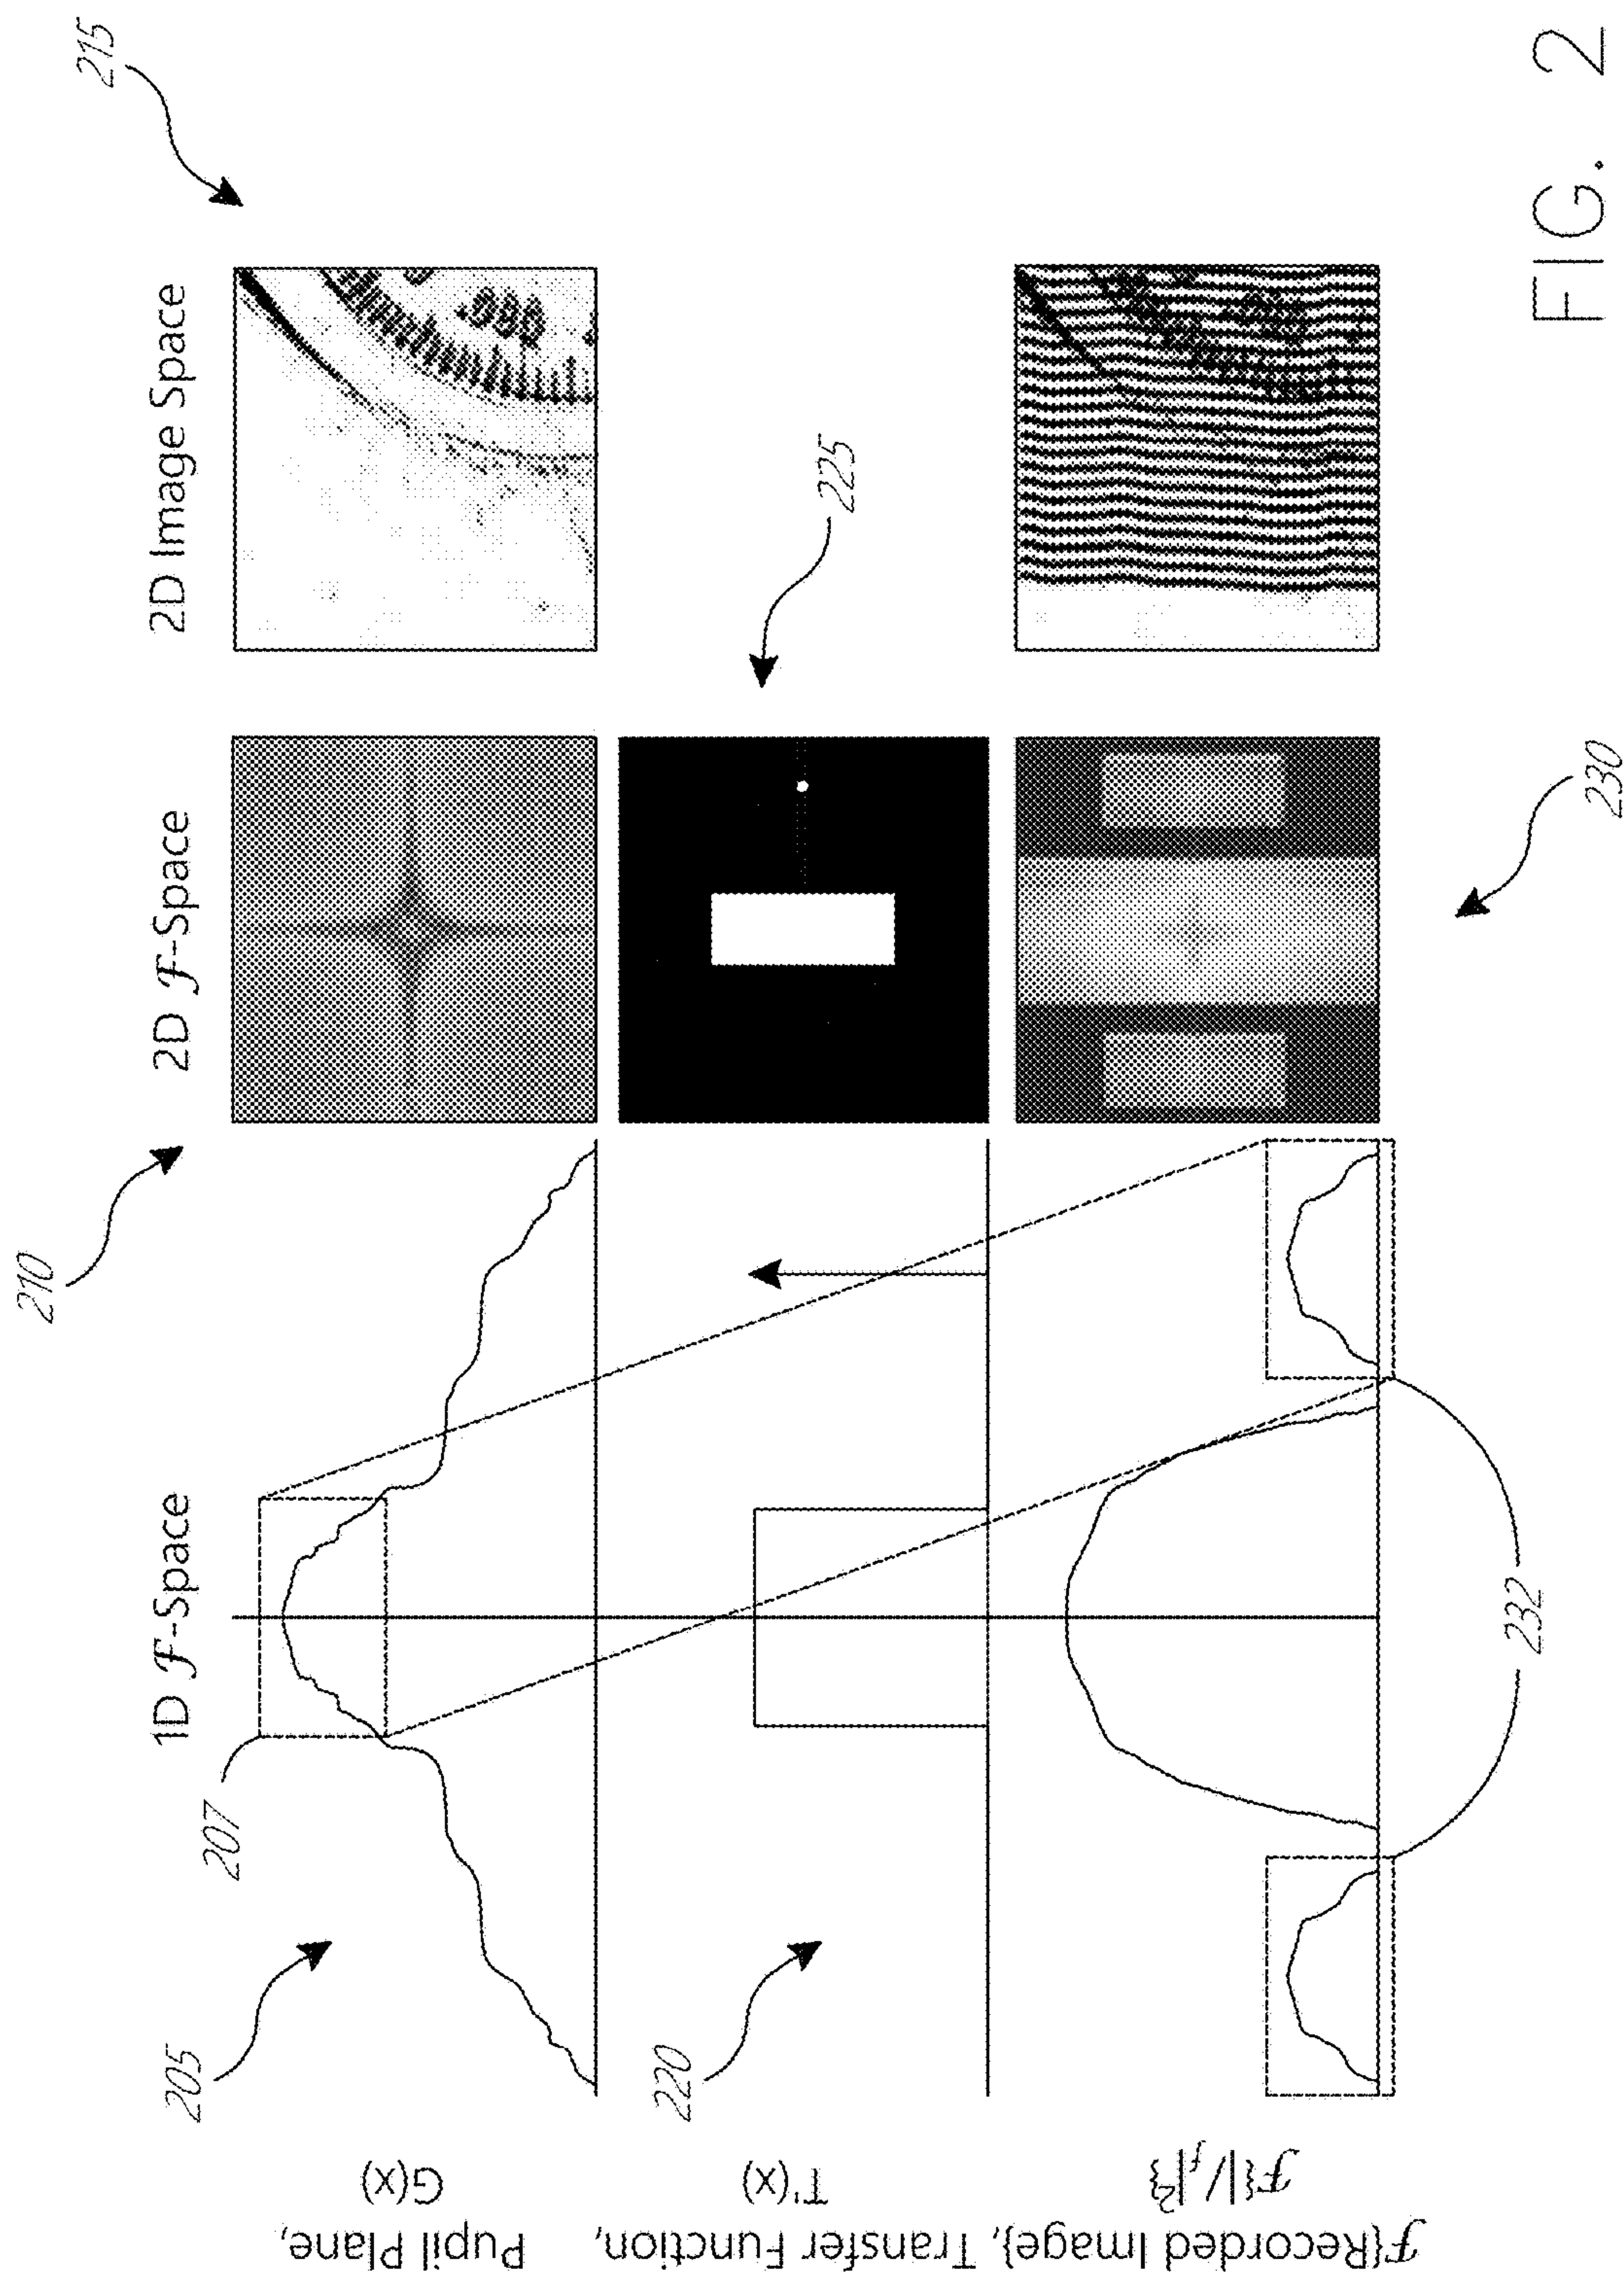 210
215
1D ℱ-Space
2D ℱ-Space
2D Image Space
207
205
Pupil Plane,
G(x)
220
225
Transfer Function,
T'(x)
ℱ{Recorded Image},
ℱ{|I_f|²}
232
230
FIG. 2